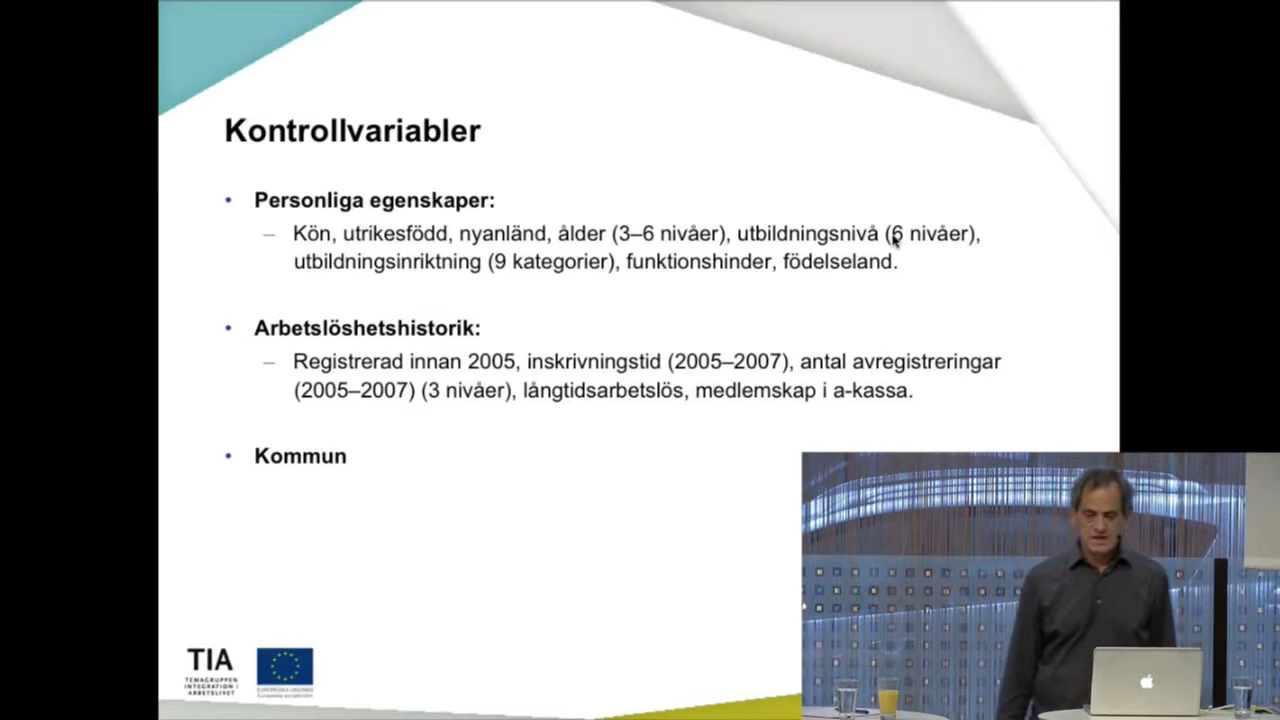 Kontrollvariabler
• Personliga egenskaper:
– Kön, utrikesfödd, nyanländ, ålder (3–6 nivåer), utbildningsnivå (6 nivåer),
utbildningsinriktning (9 kategorier), funktionshinder, födelseland.
• Arbetslöshetshistorik:
– Registrerad innan 2005, inskrivningstid (2005–2007), antal avregistreringar
(2005–2007) (3 nivåer), långtidsarbetslös, medlemskap i a-kassa.
• Kommun
TIA
TEMAGRUPPEN
INTEGRATION I
ARBETSLIVET
EUROPEISKA UNIONEN
Europeiska socialfonden